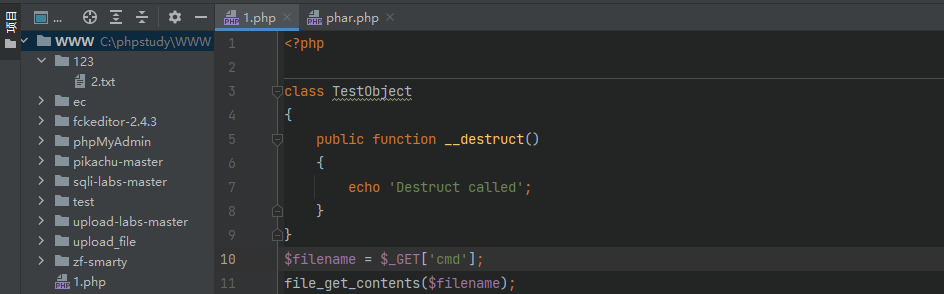 项目
...
1.php
phar.php
WWW C:\phpstudy\WWW
123
2.txt
ec
fckeditor-2.4.3
phpMyAdmin
pikachu-master
sqli-labs-master
test
upload-labs-master
upload_file
zf-smarty
1.php
1 <?php
2
3 class TestObject
4 {
5 public function __destruct()
6 {
7 echo 'Destruct called';
8 }
9 }
10 $filename = $_GET['cmd'];
11 file_get_contents($filename);